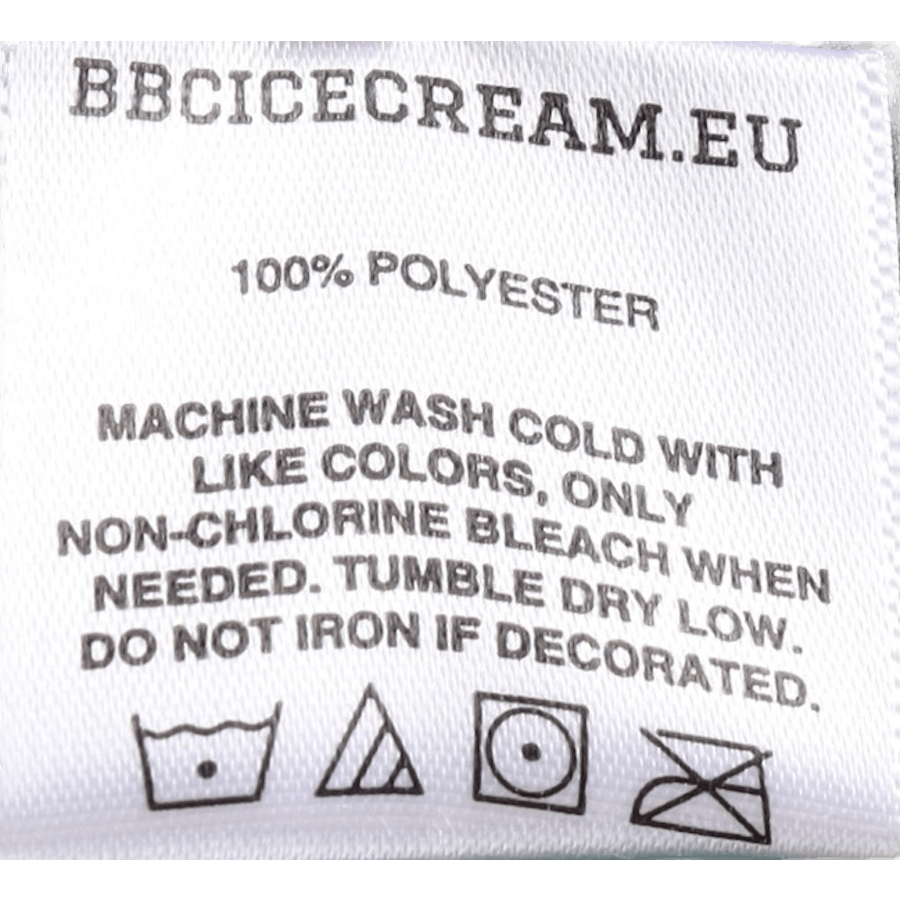 BBCICECREAM.EU
100% POLYESTER
MACHINE WASH COLD WITH
LIKE COLORS, ONLY
NON-CHLORINE BLEACH WHEN
NEEDED. TUMBLE DRY LOW.
DO NOT IRON IF DECORATED.